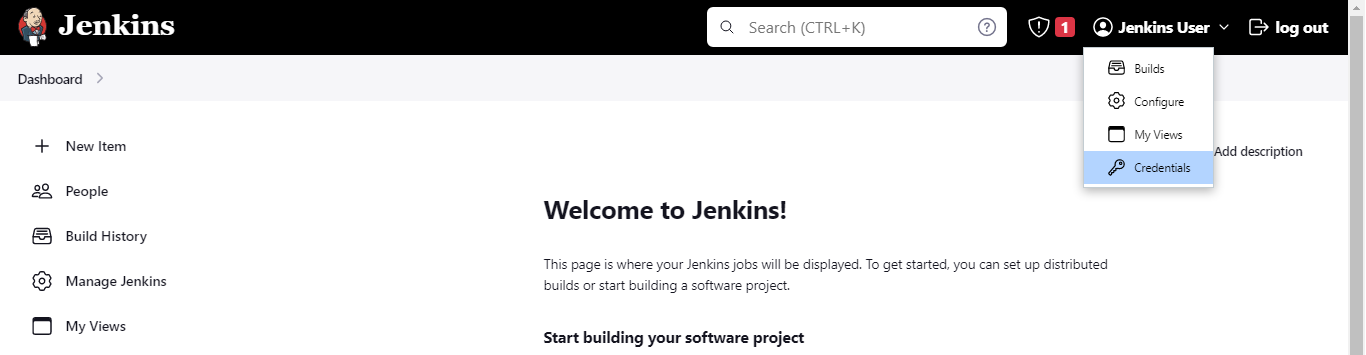 Jenkins
Search (CTRL+K)
1
Jenkins User
log out
Dashboard
Builds
Configure
My Views
Credentials
Add description
New Item
People
Build History
Manage Jenkins
My Views
Welcome to Jenkins!
This page is where your Jenkins jobs will be displayed. To get started, you can set up distributed
builds or start building a software project.
Start building your software project